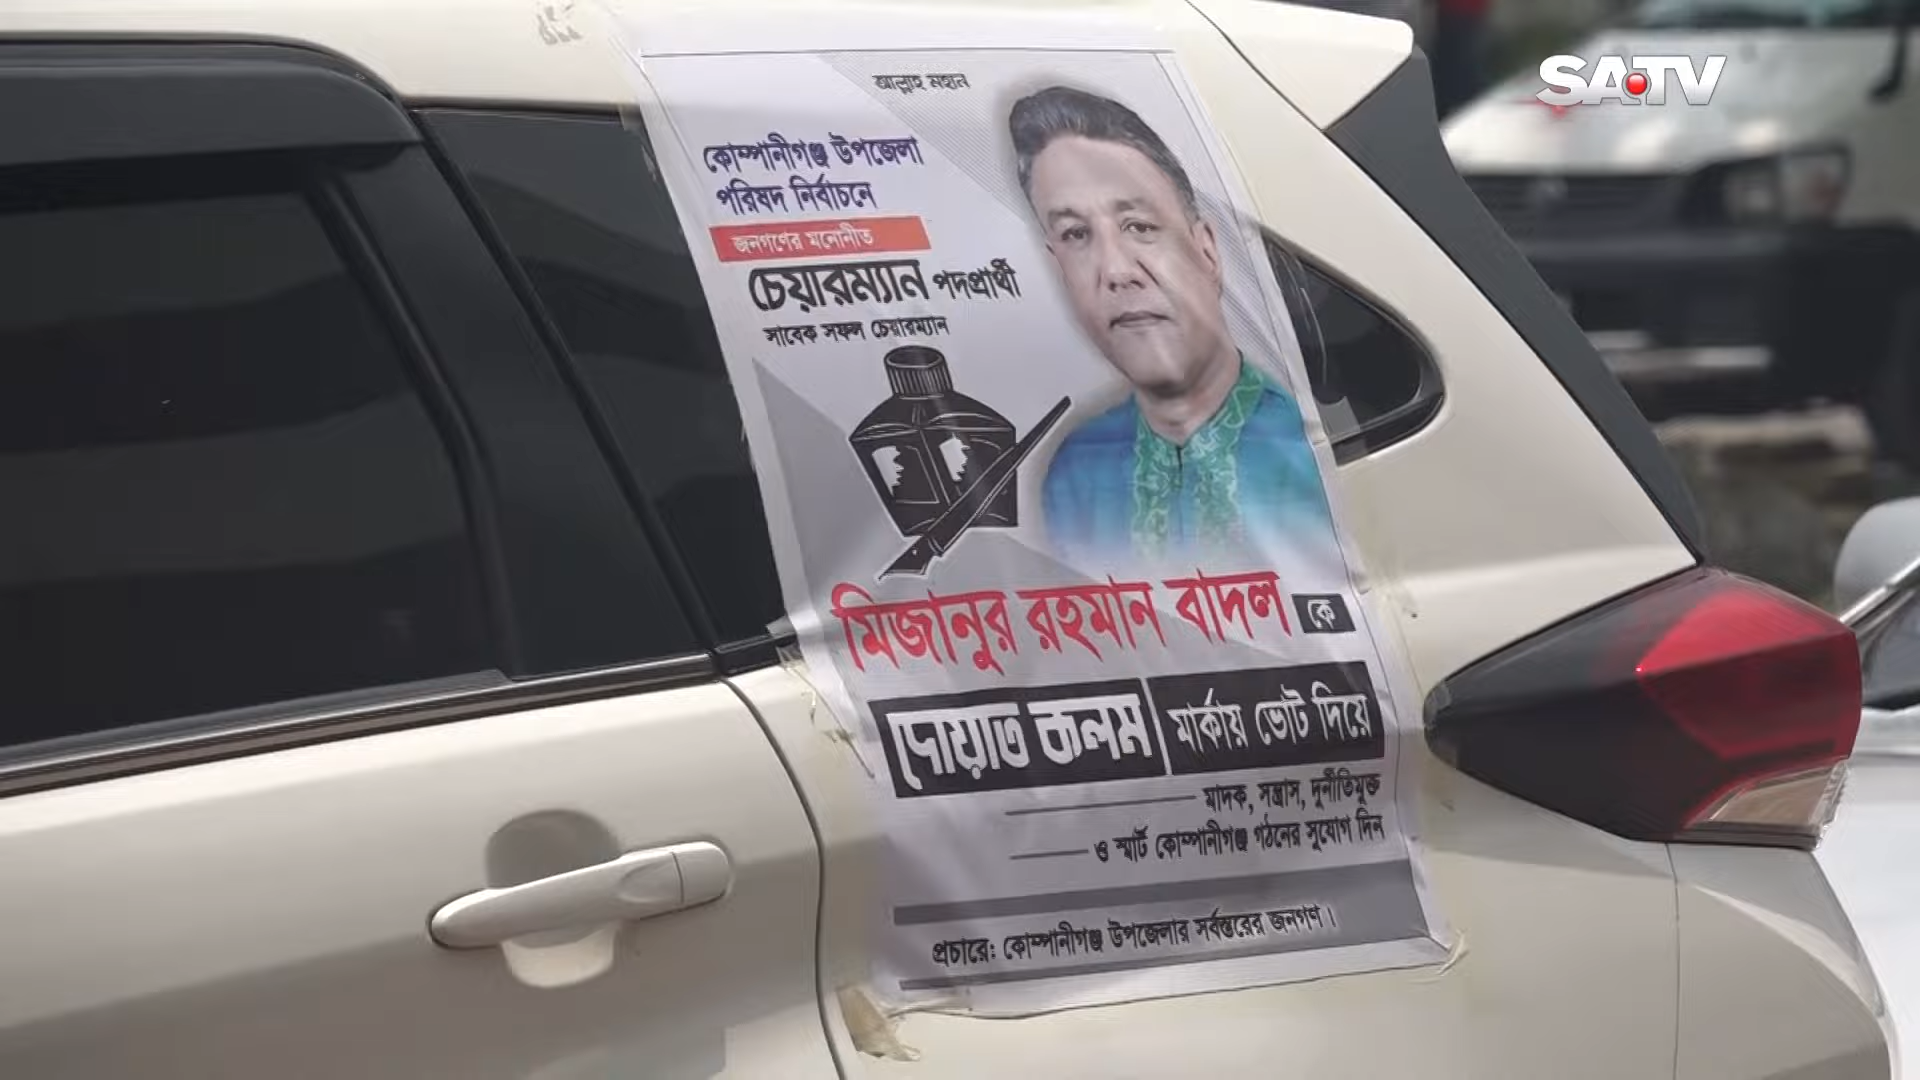 SATV
আল্লাহ মহান
কোম্পানীগঞ্জ উপজেলা
পরিষদ নির্বাচনে
জনগণের মনোনীত
চেয়ারম্যান পদপ্রার্থী
সাবেক সফল চেয়ারম্যান
মিজানুর রহমান বাদল কে
দোয়াত কলম মার্কায় ভোট দিয়ে
মাদক, সন্ত্রাস, দুর্নীতিমুক্ত
ও স্মার্ট কোম্পানীগঞ্জ গঠনের সুযোগ দিন
প্রচারে: কোম্পানীগঞ্জ উপজেলার সর্বস্তরের জনগণ।